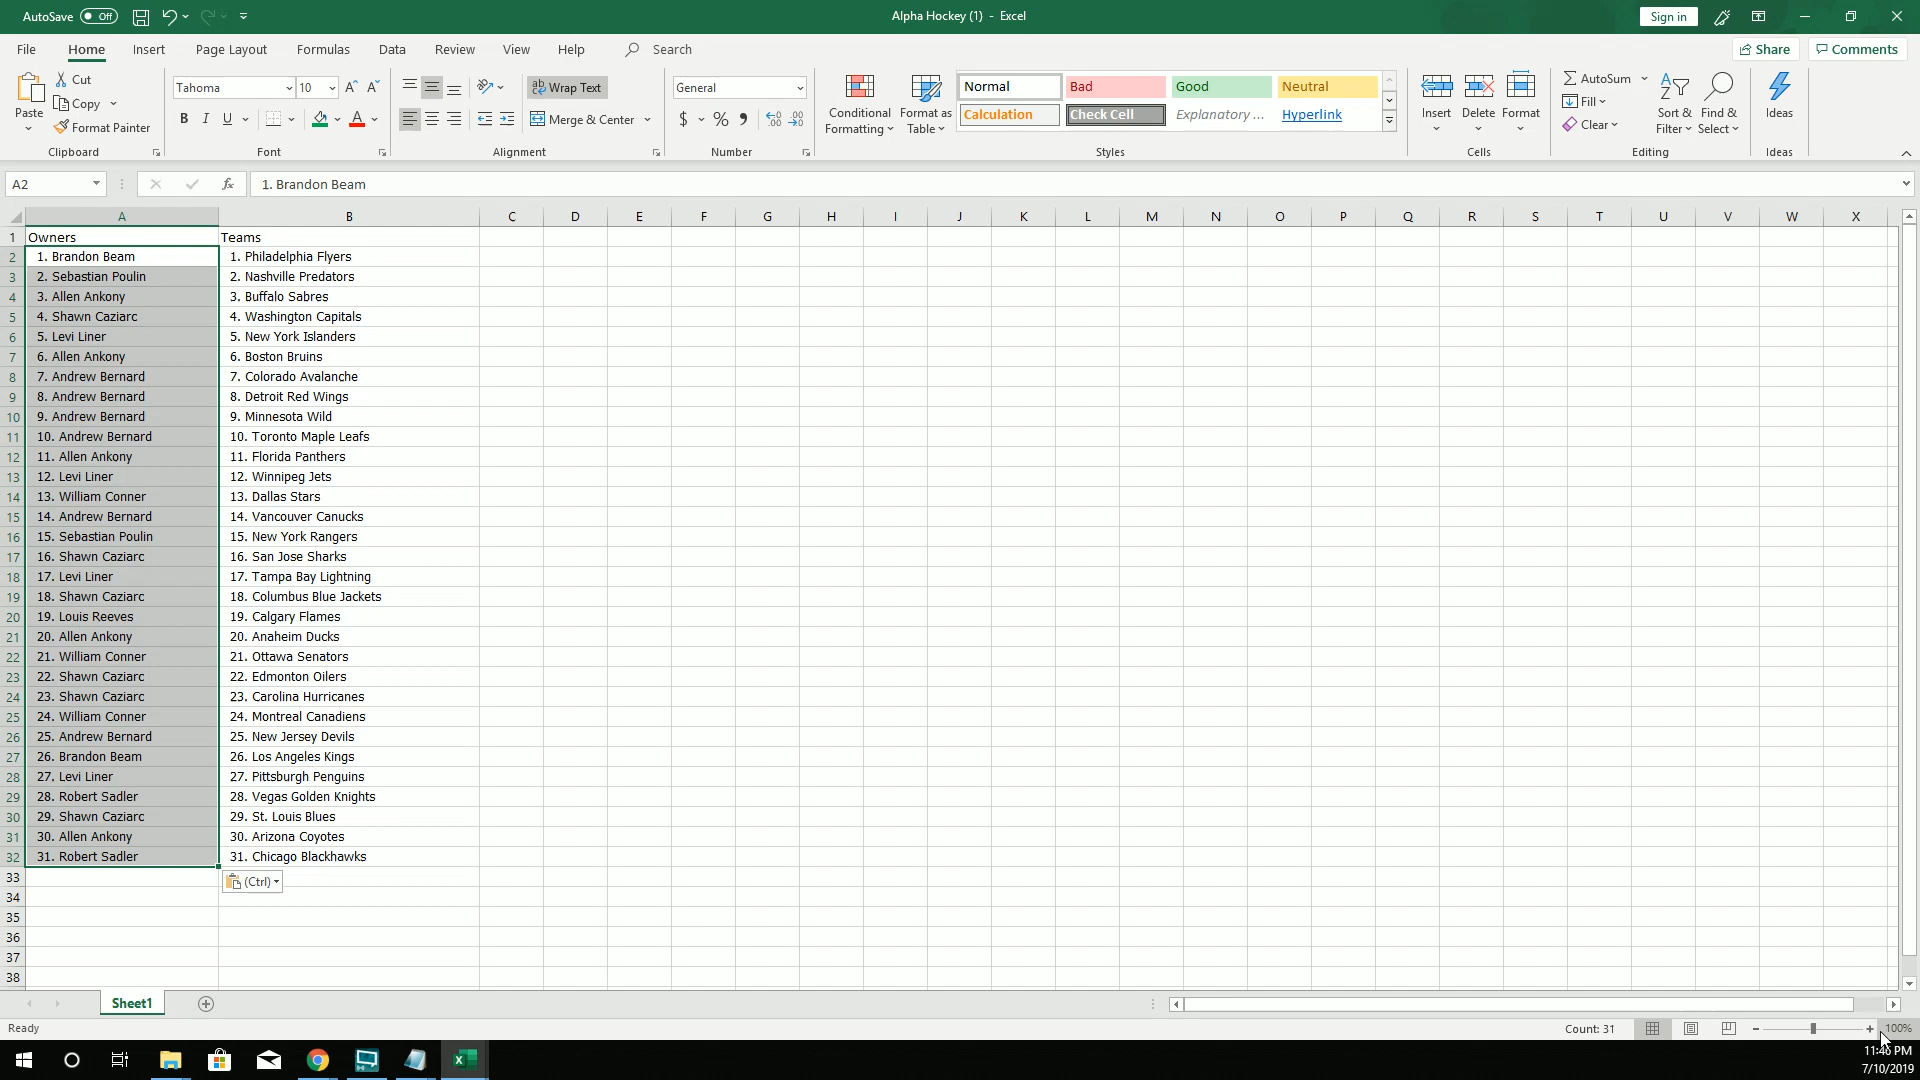 AutoSave Off Alpha Hockey (1) - Excel Sign in
File Home Insert Page Layout Formulas Data Review View Help Search Share Comments
Paste Cut Copy Format Painter Clipboard
Tahoma 10 B I U Font
Wrap Text Merge & Center Alignment
General $ % Number
Conditional Formatting Format as Table
Normal Bad Good Neutral
Calculation Check Cell Explanatory ... Hyperlink
Styles
Insert Delete Format Cells
AutoSum Fill Clear Sort & Filter Find & Select Editing
Ideas Ideas
A2 fx 1. Brandon Beam
A B C D E F G H I J K L M N O P Q R S T U V W X
1 Owners Teams
2 1. Brandon Beam 1. Philadelphia Flyers
3 2. Sebastian Poulin 2. Nashville Predators
4 3. Allen Ankony 3. Buffalo Sabres
5 4. Shawn Caziarc 4. Washington Capitals
6 5. Levi Liner 5. New York Islanders
7 6. Allen Ankony 6. Boston Bruins
8 7. Andrew Bernard 7. Colorado Avalanche
9 8. Andrew Bernard 8. Detroit Red Wings
10 9. Andrew Bernard 9. Minnesota Wild
11 10. Andrew Bernard 10. Toronto Maple Leafs
12 11. Allen Ankony 11. Florida Panthers
13 12. Levi Liner 12. Winnipeg Jets
14 13. William Conner 13. Dallas Stars
15 14. Andrew Bernard 14. Vancouver Canucks
16 15. Sebastian Poulin 15. New York Rangers
17 16. Shawn Caziarc 16. San Jose Sharks
18 17. Levi Liner 17. Tampa Bay Lightning
19 18. Shawn Caziarc 18. Columbus Blue Jackets
20 19. Louis Reeves 19. Calgary Flames
21 20. Allen Ankony 20. Anaheim Ducks
22 21. William Conner 21. Ottawa Senators
23 22. Shawn Caziarc 22. Edmonton Oilers
24 23. Shawn Caziarc 23. Carolina Hurricanes
25 24. William Conner 24. Montreal Canadiens
26 25. Andrew Bernard 25. New Jersey Devils
27 26. Brandon Beam 26. Los Angeles Kings
28 27. Levi Liner 27. Pittsburgh Penguins
29 28. Robert Sadler 28. Vegas Golden Knights
30 29. Shawn Caziarc 29. St. Louis Blues
31 30. Allen Ankony 30. Arizona Coyotes
32 31. Robert Sadler 31. Chicago Blackhawks
33 (Ctrl)
34
35
36
37
38
Sheet1
Ready Count: 31 100%
11:46 PM
7/10/2019